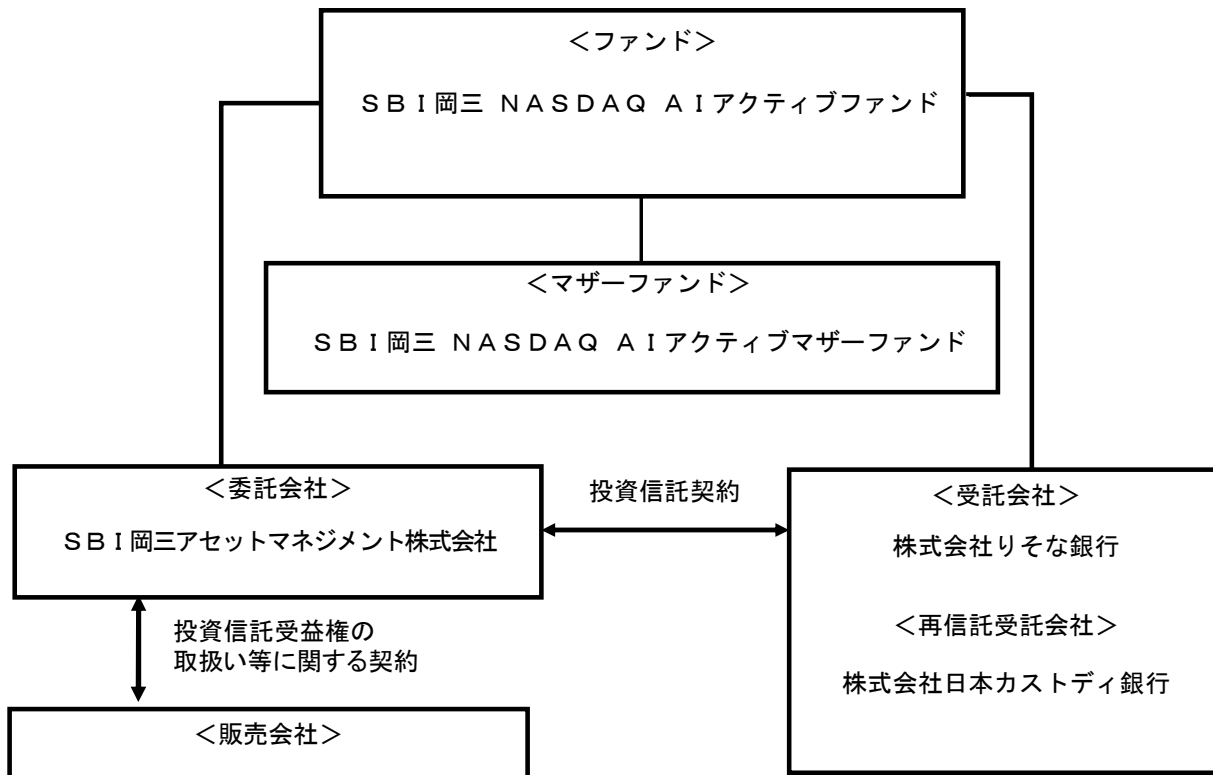 ＜ファンド＞
ＳＢＩ岡三 ＮＡＳＤＡＱ ＡＩアクティブファンド
＜マザーファンド＞
ＳＢＩ岡三 ＮＡＳＤＡＱ ＡＩアクティブマザーファンド
＜委託会社＞
ＳＢＩ岡三アセットマネジメント株式会社
投資信託契約
＜受託会社＞
株式会社りそな銀行
＜再信託受託会社＞
株式会社日本カストディ銀行
投資信託受益権の
取扱い等に関する契約
＜販売会社＞